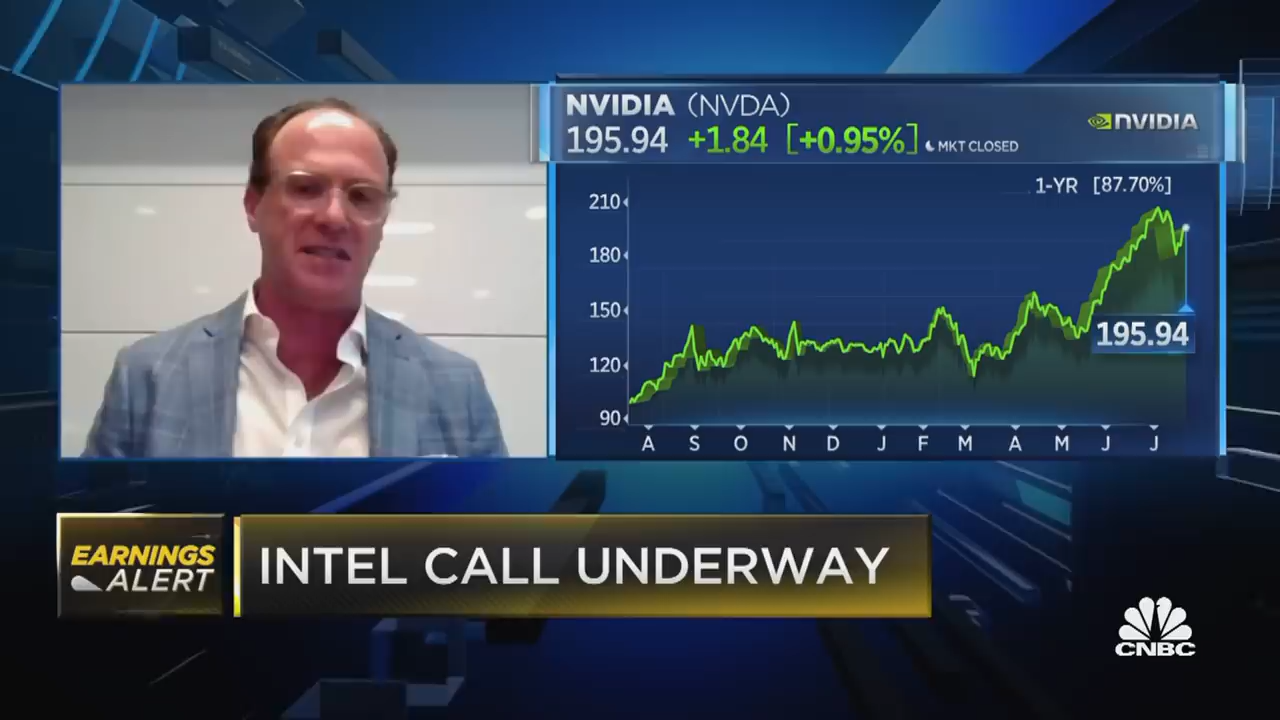 NVIDIA (NVDA)
195.94 +1.84 [+0.95%] MKT CLOSED
NVIDIA
1-YR [87.70%]
210
180
150
120
90
195.94
A S O N D J F M A M J J
EARNINGS
ALERT
INTEL CALL UNDERWAY
CNBC